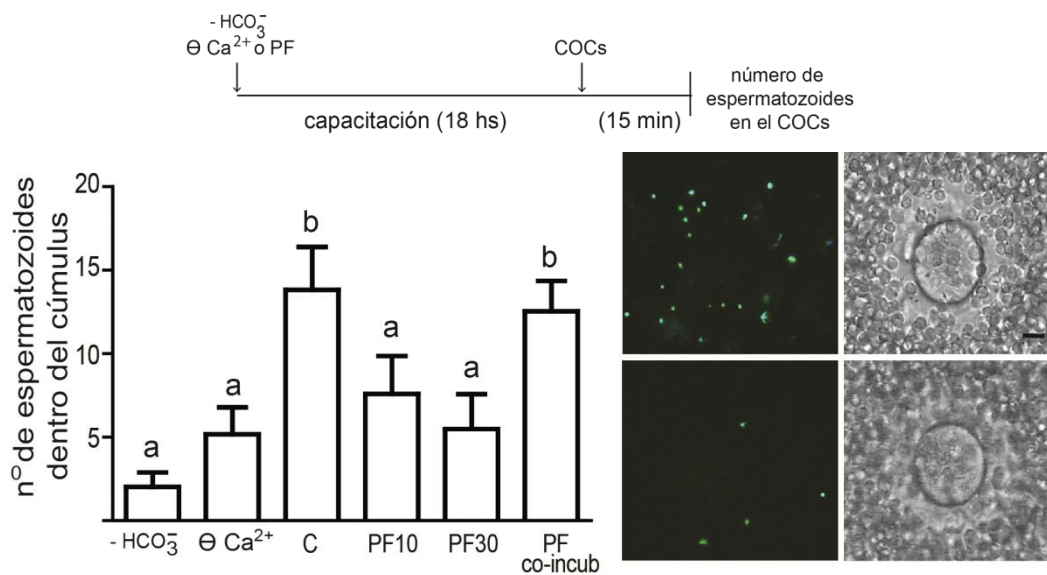 - HCO₃⁻
Ɵ Ca²⁺ o PF
COCs
capacitación (18 hs)
(15 min)
número de
espermatozoides
en el COCs
nº de espermatozoides
dentro del cúmulus
20
15
10
5
a
a
b
a
a
b
- HCO₃⁻
Ɵ Ca²⁺
C
PF10
PF30
PF
co-incub